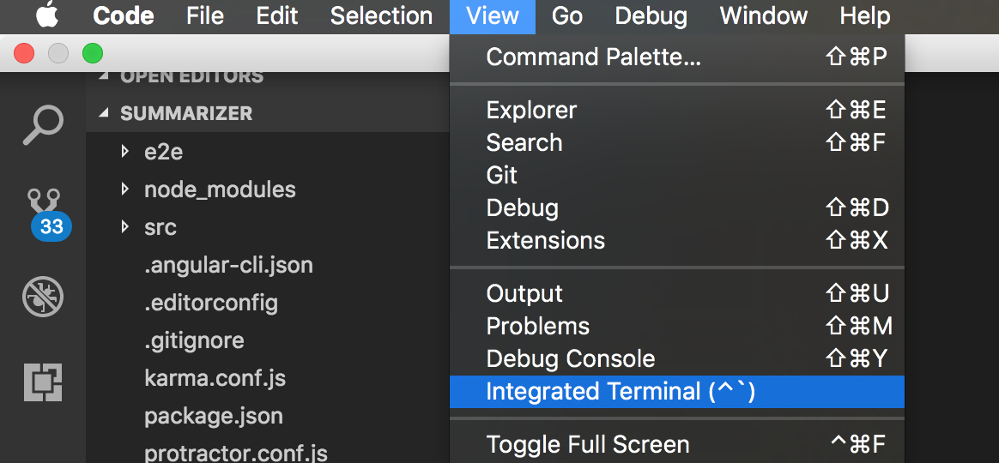 Code File Edit Selection View Go Debug Window Help
OPEN EDITORS
SUMMARIZER
e2e
node_modules
33
src
.angular-cli.json
.editorconfig
.gitignore
karma.conf.js
package.json
protractor.conf.js
Command Palette... ⇧⌘P
Explorer ⇧⌘E
Search ⇧⌘F
Git
Debug ⇧⌘D
Extensions ⇧⌘X
Output ⇧⌘U
Problems ⇧⌘M
Debug Console ⇧⌘Y
Integrated Terminal (^`)
Toggle Full Screen ^⌘F